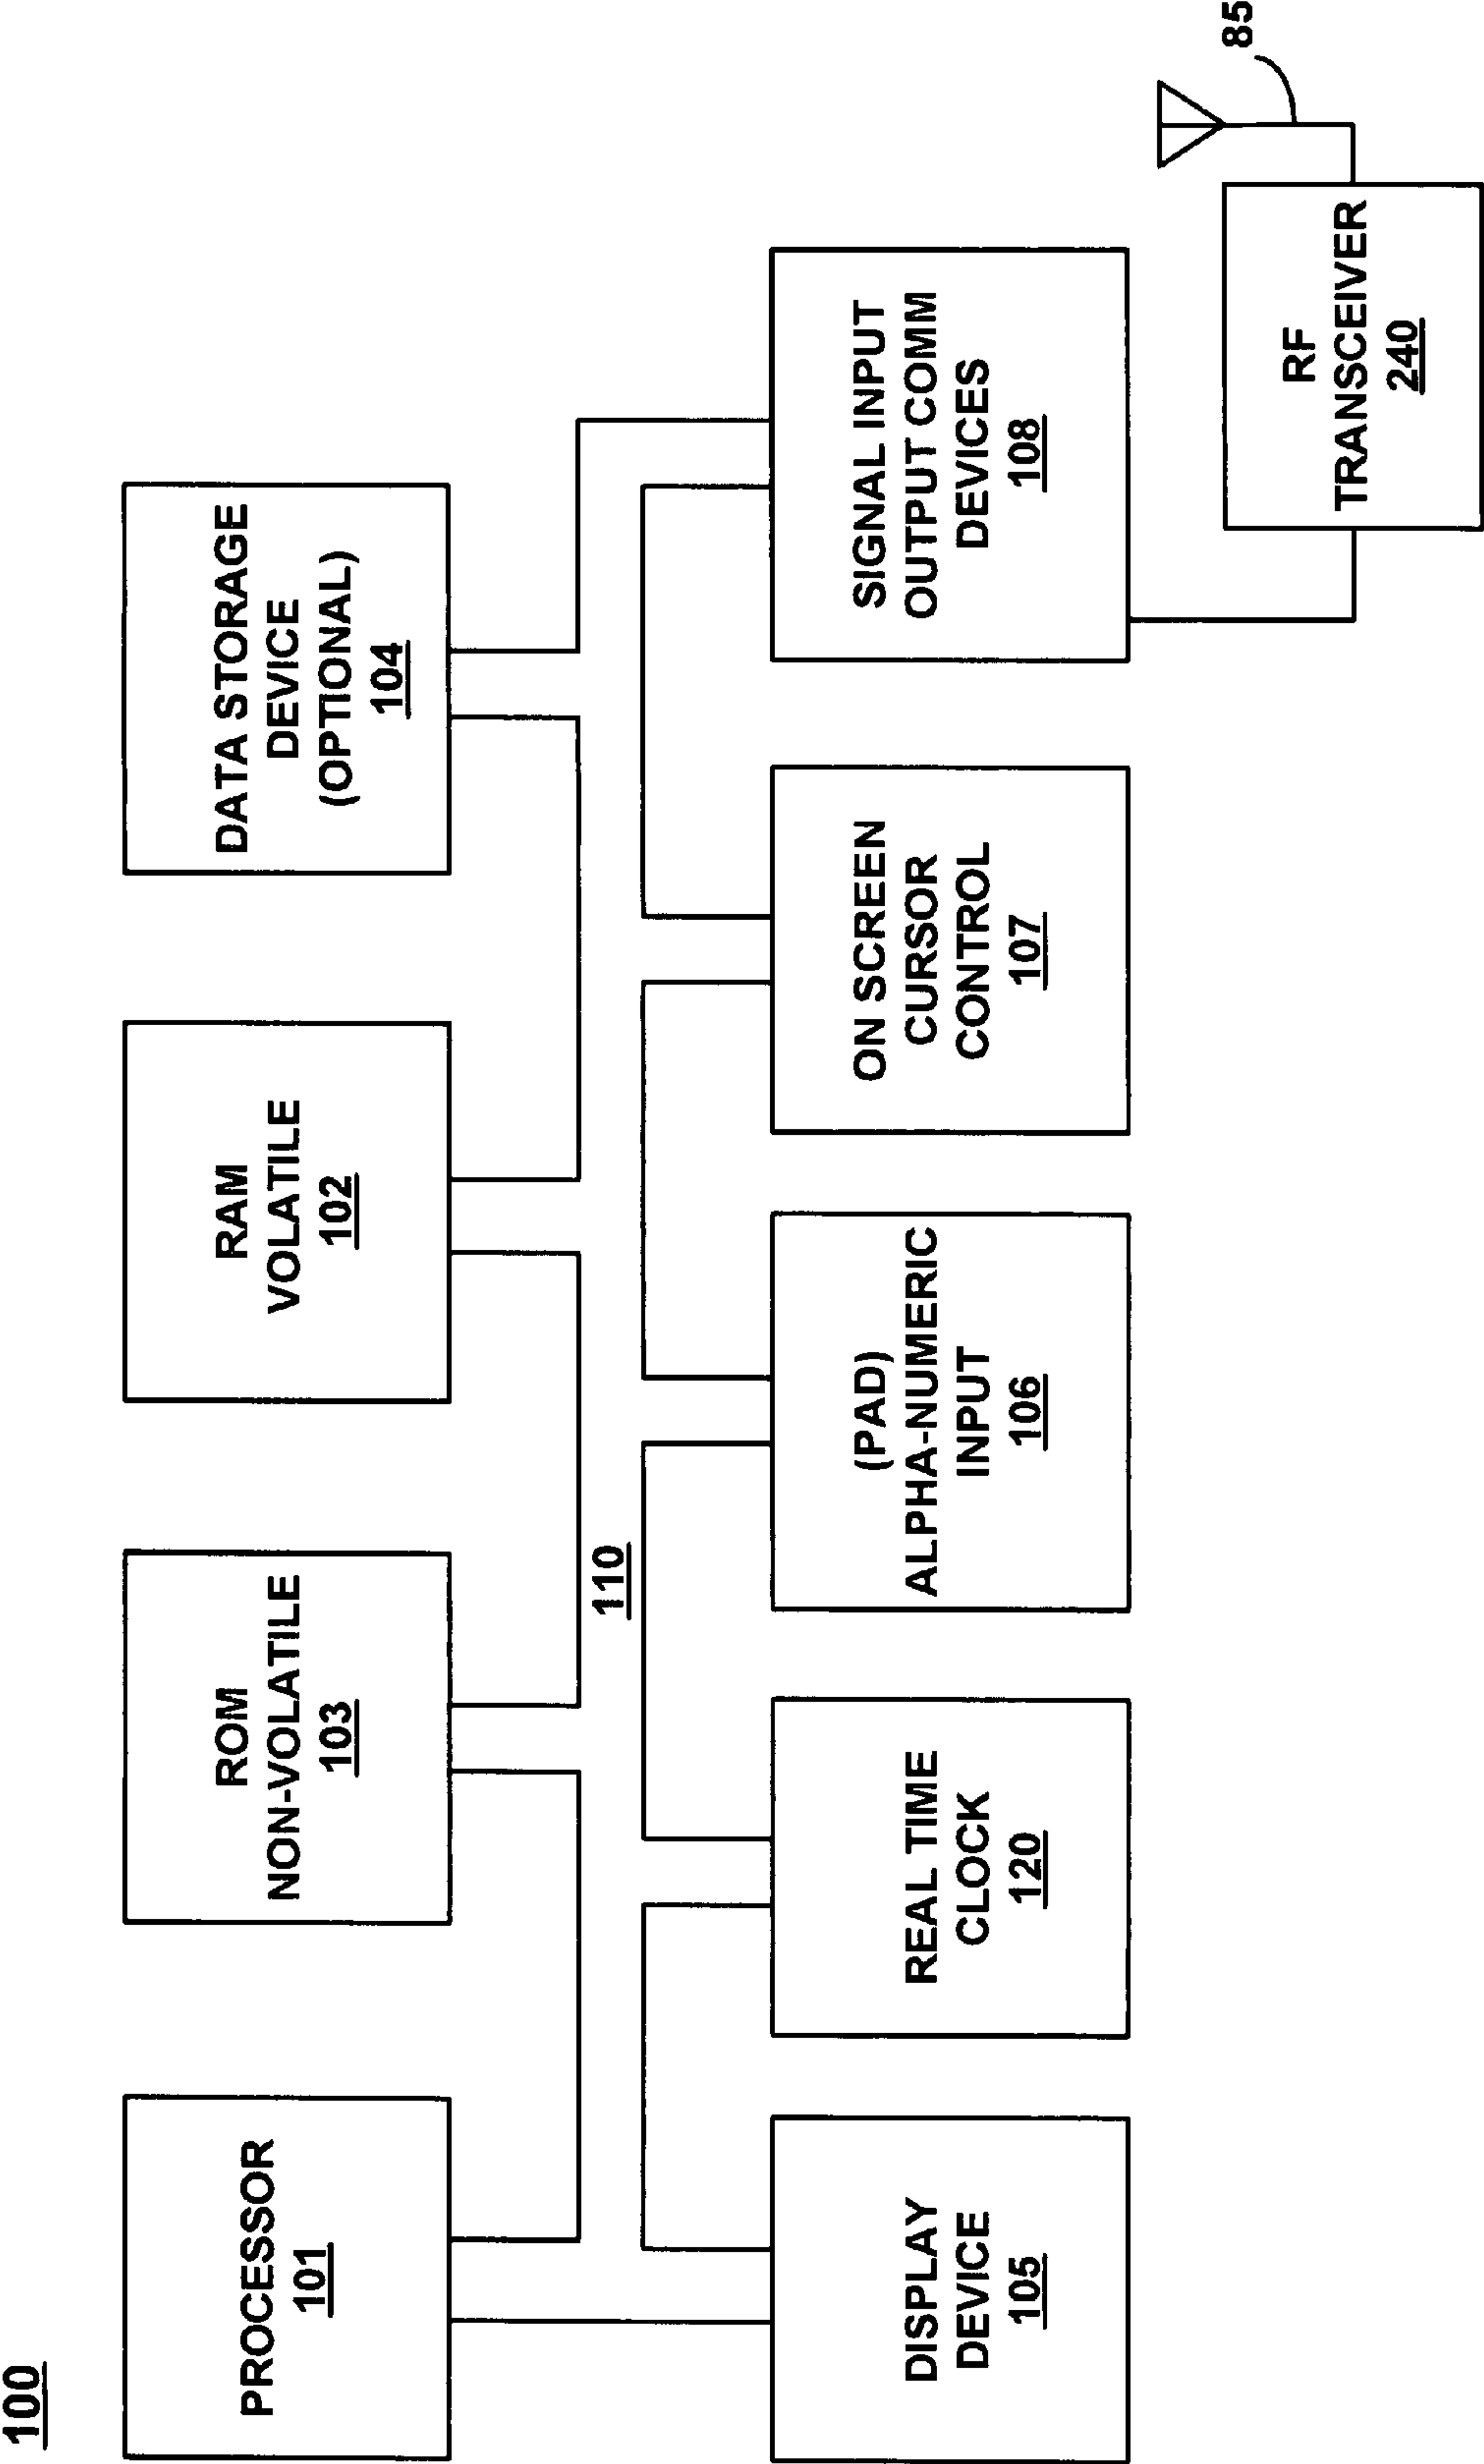 100
PROCESSOR
101
ROM
NON-VOLATILE
103
RAM
VOLATILE
102
DATA STORAGE
DEVICE
(OPTIONAL)
104
110
DISPLAY
DEVICE
105
REAL TIME
CLOCK
120
(PAD)
ALPHA-NUMERIC
INPUT
106
ON SCREEN
CURSOR
CONTROL
107
SIGNAL INPUT
OUTPUT COMM
DEVICES
108
85
RF
TRANSCEIVER
240